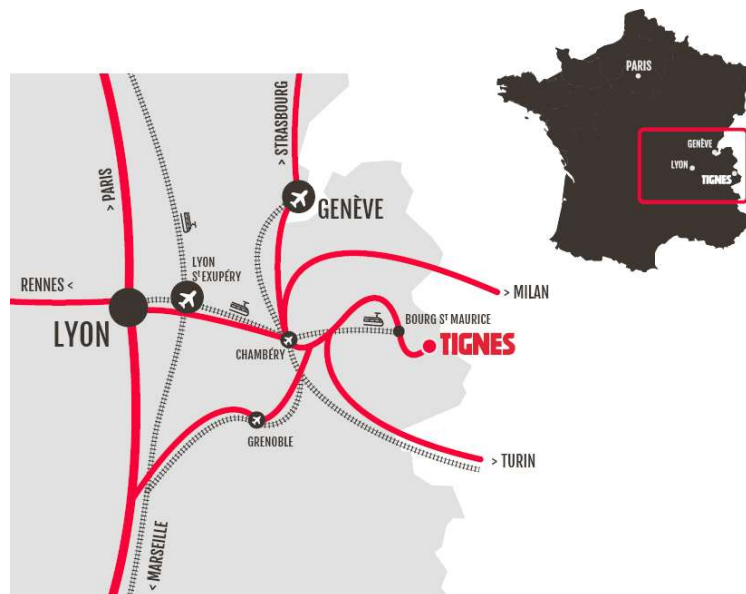 PARIS
GENÈVE
LYON
TIGNES
> STRASBOURG
> PARIS
GENÈVE
LYON
ST EXUPÉRY
RENNES <
> MILAN
LYON
BOURG ST MAURICE
CHAMBÉRY
TIGNES
GRENOBLE
> TURIN
< MARSEILLE